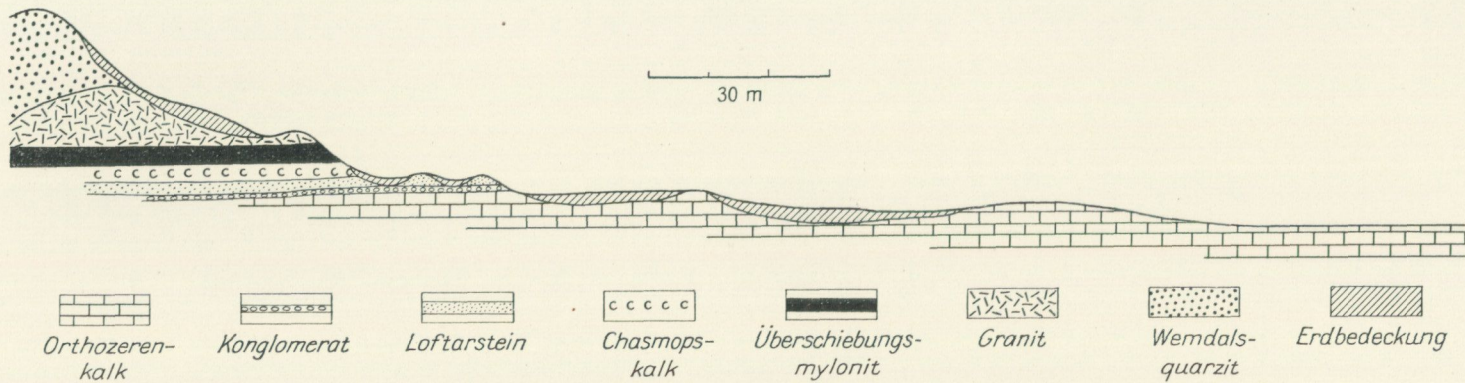 30 m
Orthozeren-
kalk
Konglomerat
Loftarstein
Chasmops-
kalk
Überschiebungs-
mylonit
Granit
Wemdals-
quarzit
Erdbedeckung